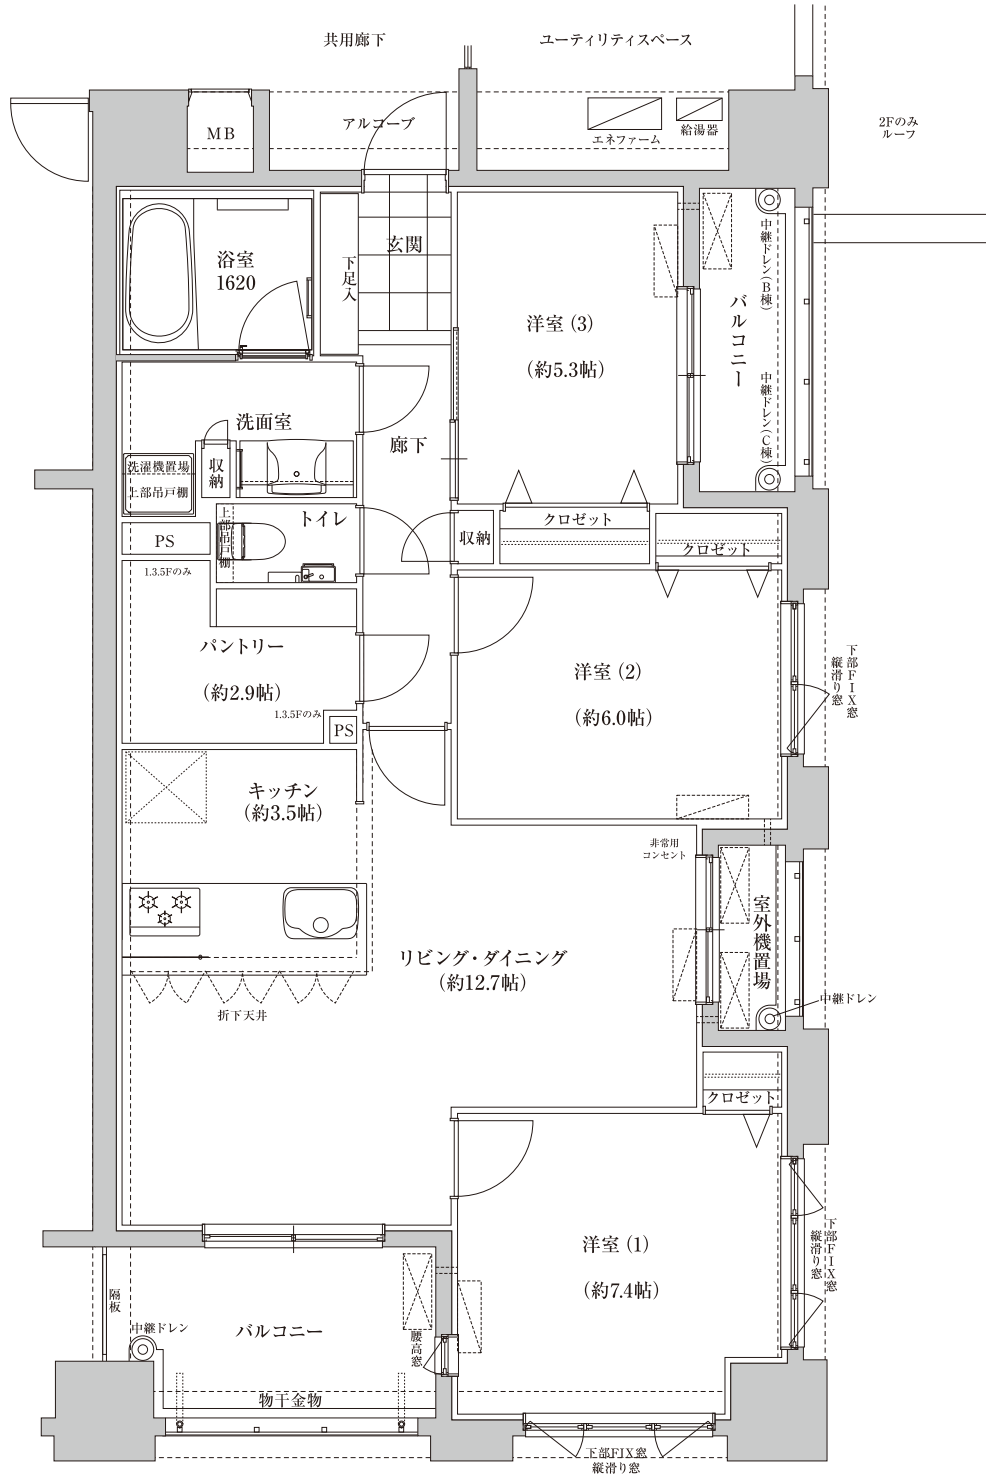 共用廊下
ユーティリティスペース
MB
アルコーブ
エネファーム
給湯器
2Fのみ
ルーフ
浴室
1620
下足入
玄関
洋室（3）
（約5.3帖）
バルコニー
中継ドレン（B棟）
中継ドレン（C棟）
洗面室
廊下
洗濯機置場
上部吊戸棚
収納
トイレ
上部吊戸棚
収納
クロゼット
クロゼット
PS
1.3.5Fのみ
パントリー
（約2.9帖）
1.3.5Fのみ
PS
洋室（2）
（約6.0帖）
下部FIX窓
縦滑り窓
キッチン
（約3.5帖）
非常用
コンセント
室外機置場
リビング・ダイニング
（約12.7帖）
中継ドレン
折下天井
クロゼット
洋室（1）
（約7.4帖）
下部FIX窓
縦滑り窓
隔板
中継ドレン
バルコニー
腰高窓
物干金物
下部FIX窓
縦滑り窓